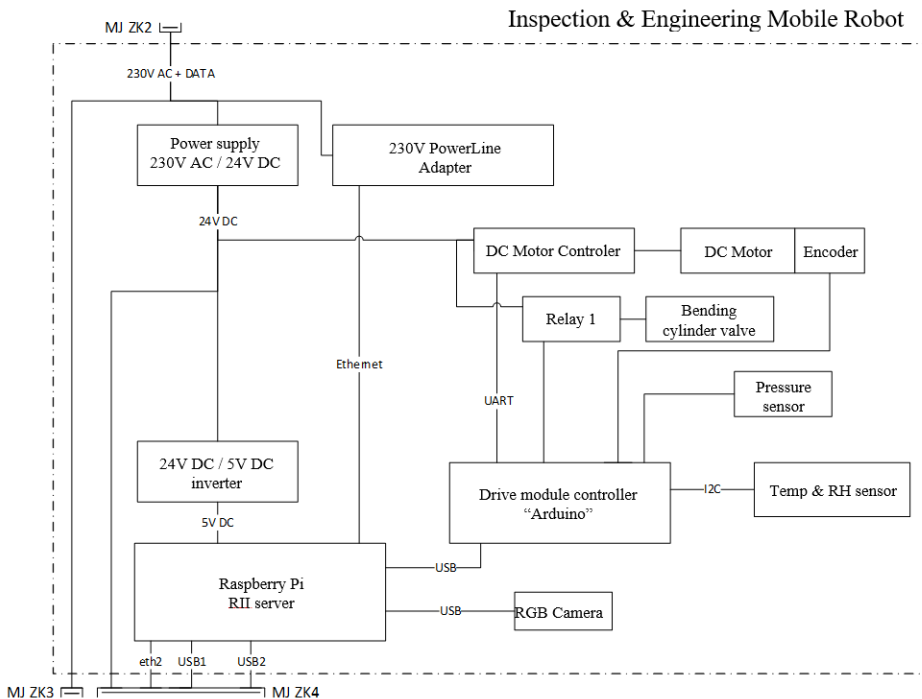 Inspection & Engineering Mobile Robot
MJ ZK2
230V AC + DATA
Power supply
230V AC / 24V DC
230V PowerLine
Adapter
24V DC
DC Motor Controler
DC Motor
Encoder
Relay 1
Bending
cylinder valve
Ethernet
UART
Pressure
sensor
24V DC / 5V DC
inverter
Drive module controller
“Arduino”
I2C
Temp & RH sensor
5V DC
Raspberry Pi
RII server
USB
USB
RGB Camera
eth2
USB1
USB2
MJ ZK3
MJ ZK4